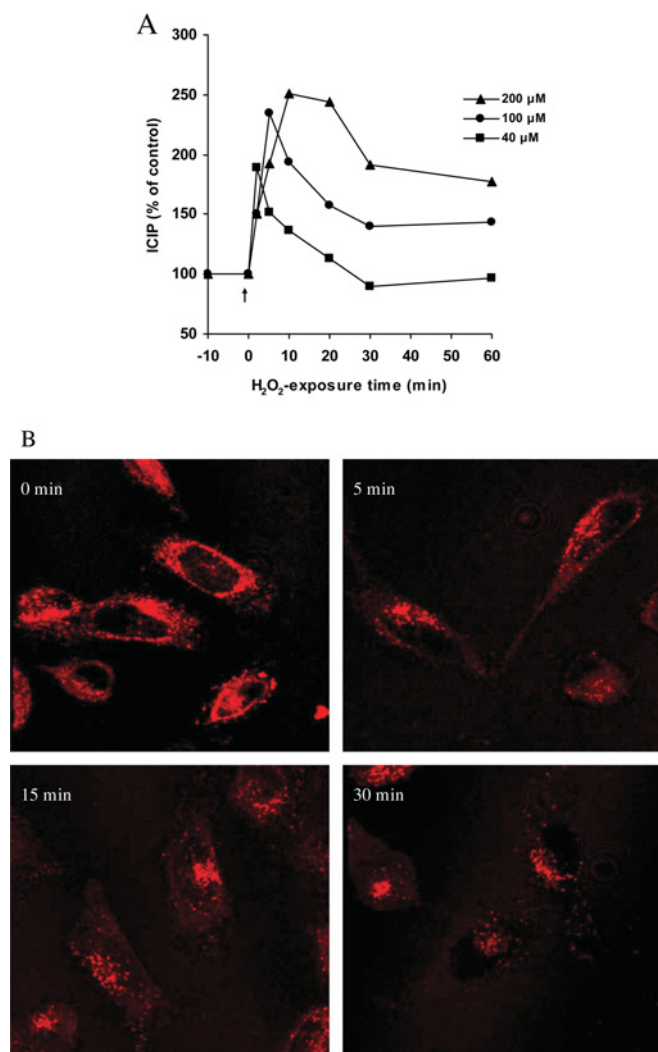 A
300
250
200
150
100
50
ICIP (% of control)
200 µM
100 µM
40 µM
-10 0 10 20 30 40 50 60
H₂O₂-exposure time (min)
B
0 min
5 min
15 min
30 min